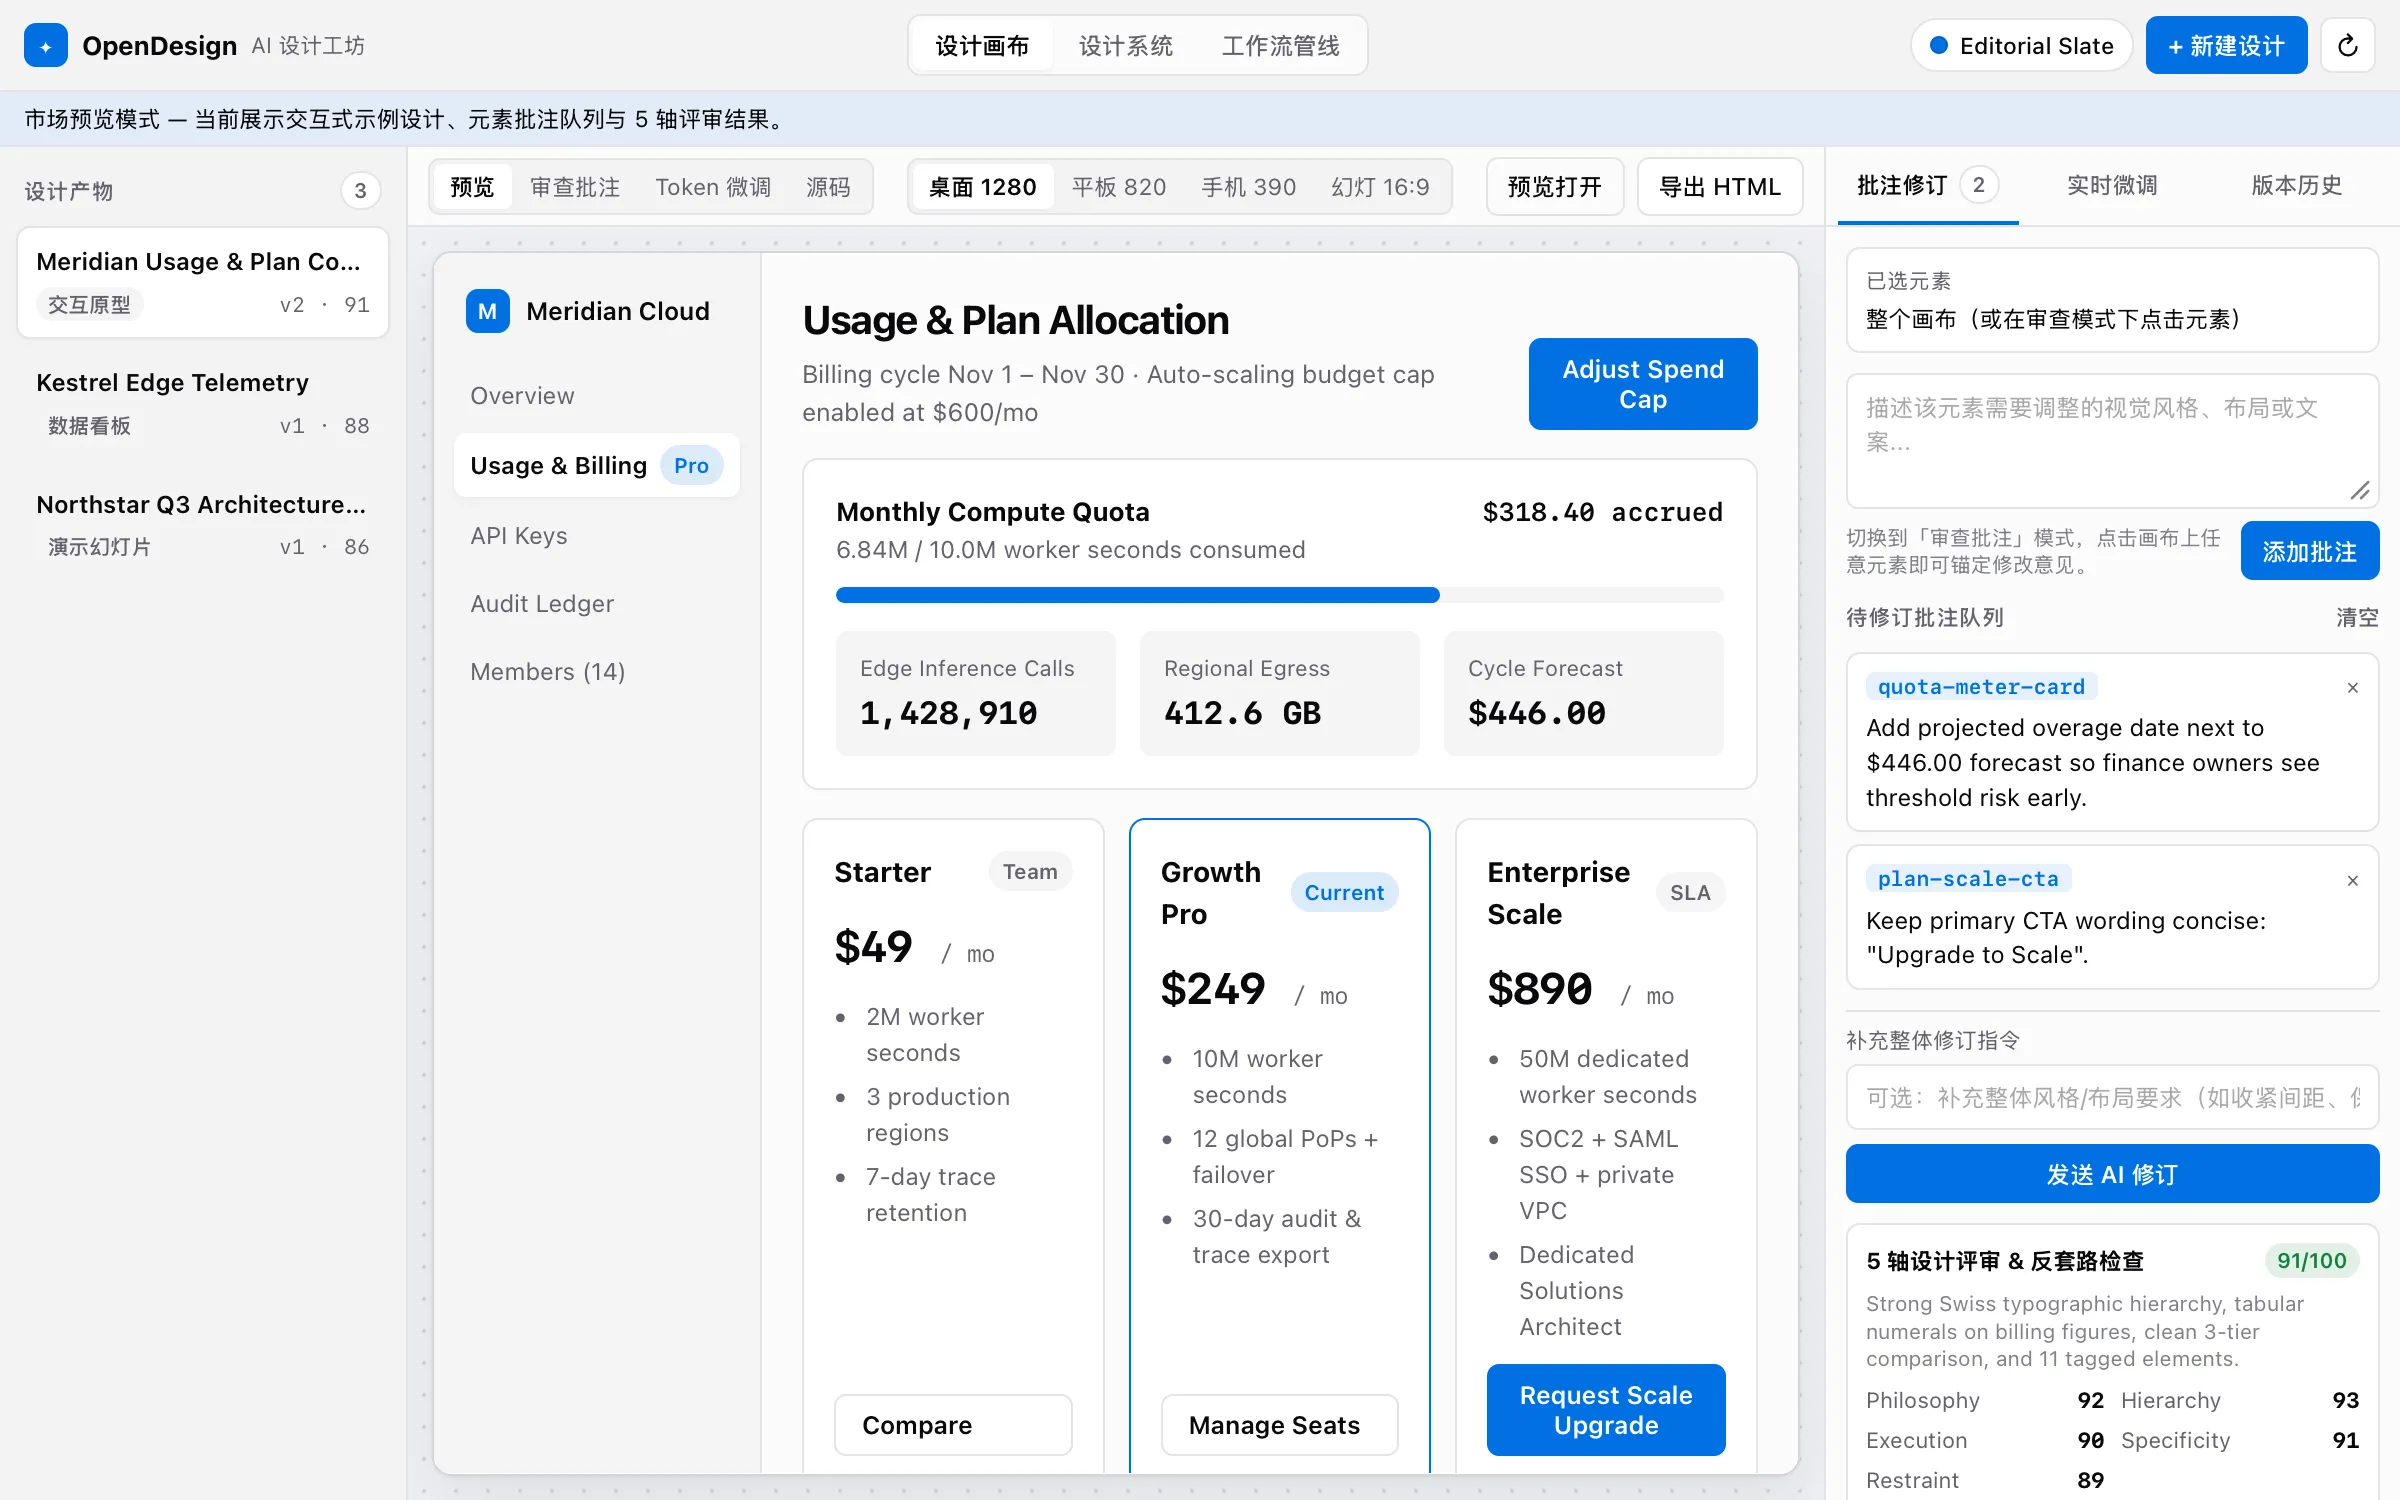 OpenDesign AI 设计工坊
设计画布 设计系统 工作流管线
Editorial Slate
+ 新建设计
市场预览模式 — 当前展示交互式示例设计、元素批注队列与 5 轴评审结果。
设计产物 3
Meridian Usage & Plan Co...
交互原型 v2 · 91
Kestrel Edge Telemetry
数据看板 v1 · 88
Northstar Q3 Architecture...
演示幻灯片 v1 · 86
预览 审查批注 Token 微调 源码
桌面 1280 平板 820 手机 390 幻灯 16:9
预览打开 导出 HTML
M Meridian Cloud
Overview
Usage & Billing Pro
API Keys
Audit Ledger
Members (14)
Usage & Plan Allocation
Billing cycle Nov 1 – Nov 30 · Auto-scaling budget cap
enabled at $600/mo
Adjust Spend
Cap
Monthly Compute Quota
$318.40 accrued
6.84M / 10.0M worker seconds consumed
Edge Inference Calls
1,428,910
Regional Egress
412.6 GB
Cycle Forecast
$446.00
Starter Team
$49 / mo
• 2M worker
seconds
• 3 production
regions
• 7-day trace
retention
Compare
Growth
Pro
Current
$249 / mo
• 10M worker
seconds
• 12 global PoPs +
failover
• 30-day audit &
trace export
Manage Seats
Enterprise
Scale
SLA
$890 / mo
• 50M dedicated
worker seconds
• SOC2 + SAML
SSO + private
VPC
• Dedicated
Solutions
Architect
Request Scale
Upgrade
批注修订 2 实时微调 版本历史
已选元素
整个画布（或在审查模式下点击元素）
描述该元素需要调整的视觉风格、布局或文
案...
切换到「审查批注」模式，点击画布上任
意元素即可锚定修改意见。
添加批注
待修订批注队列 清空
quota-meter-card ×
Add projected overage date next to
$446.00 forecast so finance owners see
threshold risk early.
plan-scale-cta ×
Keep primary CTA wording concise:
"Upgrade to Scale".
补充整体修订指令
可选：补充整体风格/布局要求（如收紧间距、
发送 AI 修订
5 轴设计评审 & 反套路检查 91/100
Strong Swiss typographic hierarchy, tabular
numerals on billing figures, clean 3-tier
comparison, and 11 tagged elements.
Philosophy 92 Hierarchy 93
Execution 90 Specificity 91
Restraint 89